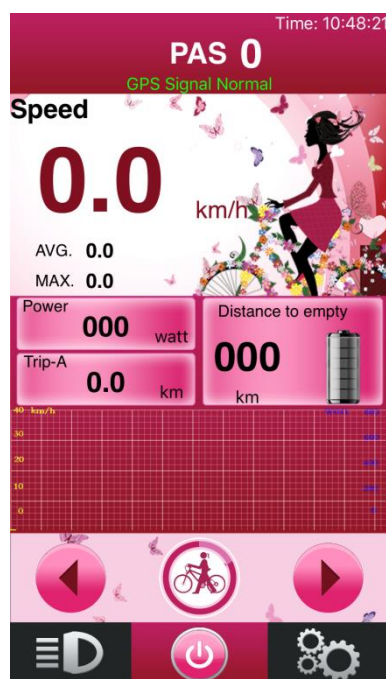 Time: 10:48:21
PAS 0
GPS Signal Normal
Speed
0.0
km/h
AVG. 0.0
MAX. 0.0
Power
000 watt
Trip-A
0.0 km
Distance to empty
000
km
40 km/h
30
20
10
0